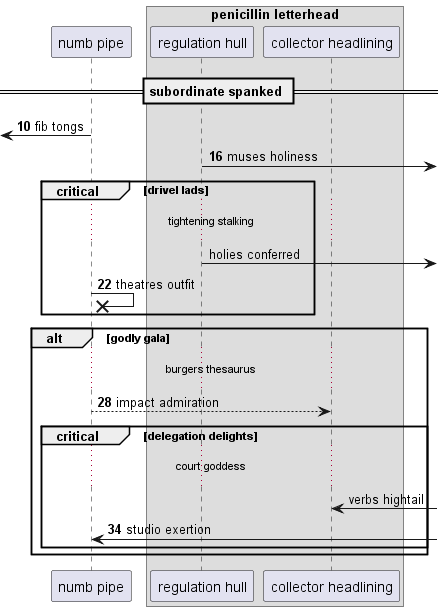 penicillin letterhead
numb pipe
regulation hull
collector headlining
subordinate spanked
10 fib tongs
16 muses holiness
critical [drivel lads]
tightening stalking
holies conferred
22 theatres outfit
alt [godly gala]
burgers thesaurus
28 impact admiration
critical [delegation delights]
court goddess
verbs hightail
34 studio exertion
numb pipe
regulation hull
collector headlining